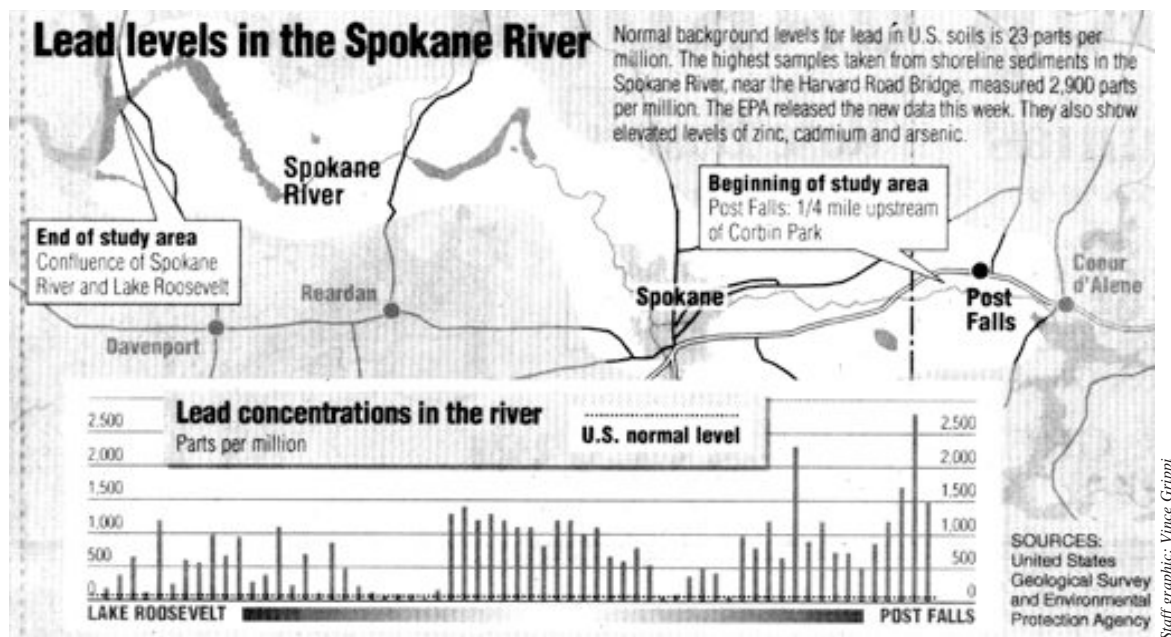 Lead levels in the Spokane River
Normal background levels for lead in U.S. soils is 23 parts per
million. The highest samples taken from shoreline sediments in the
Spokane River, near the Harvard Road Bridge, measured 2,900 parts
per million. The EPA released the new data this week. They also show
elevated levels of zinc, cadmium and arsenic.
Spokane
River
Beginning of study area
Post Falls: 1/4 mile upstream
of Corbin Park
End of study area
Confluence of Spokane
River and Lake Roosevelt
Reardan
Davenport
Spokane
Post
Falls
Coeur
d'Alene
Lead concentrations in the river
Parts per million
U.S. normal level
2,500
2,000
1,500
1,000
500
0
2,500
2,000
1,500
1,000
500
0
LAKE ROOSEVELT
POST FALLS
SOURCES:
United States
Geological Survey
and Environmental
Protection Agency
Staff graphic: Vince Grippi